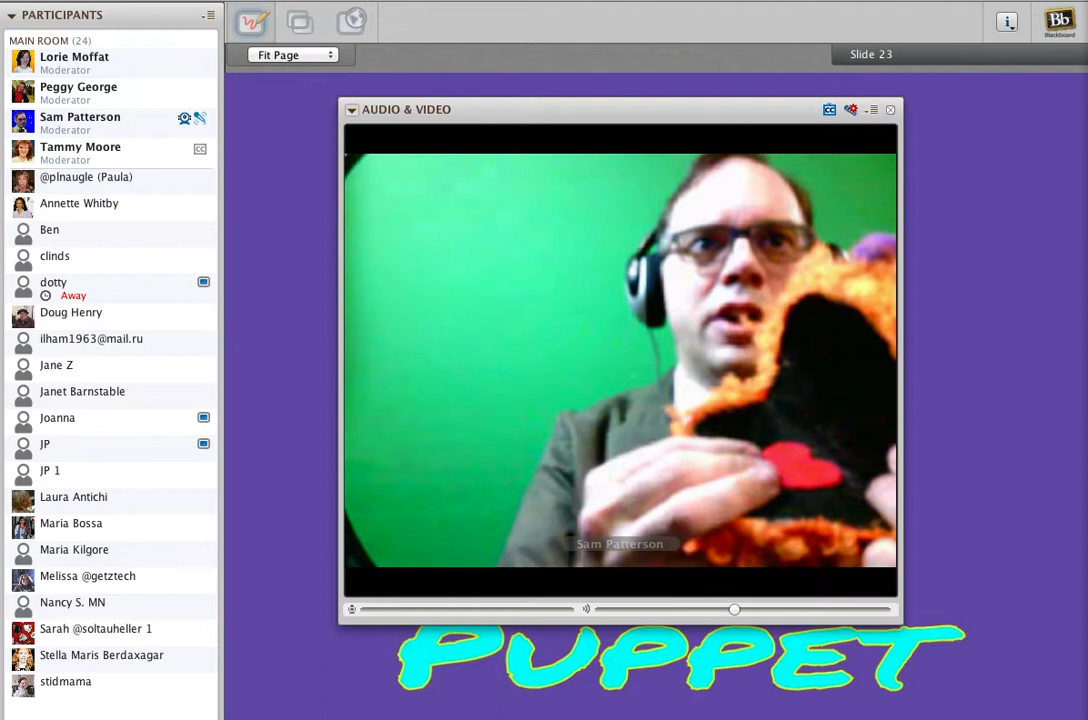 PARTICIPANTS
MAIN ROOM (24)
Lorie Moffat
Moderator
Peggy George
Moderator
Sam Patterson
Moderator
Tammy Moore
Moderator
CC
@plnaugle (Paula)
Annette Whitby
Ben
clinds
dotty
Away
Doug Henry
ilham1963@mail.ru
Jane Z
Janet Barnstable
Joanna
JP
JP 1
Laura Antichi
Maria Bossa
Maria Kilgore
Melissa @getztech
Nancy S. MN
Sarah @soltauheller 1
Stella Maris Berdaxagar
stidmama
Fit Page
Slide 23
i
Bb
Blackboard
AUDIO & VIDEO
CC
Sam Patterson
PUPPET